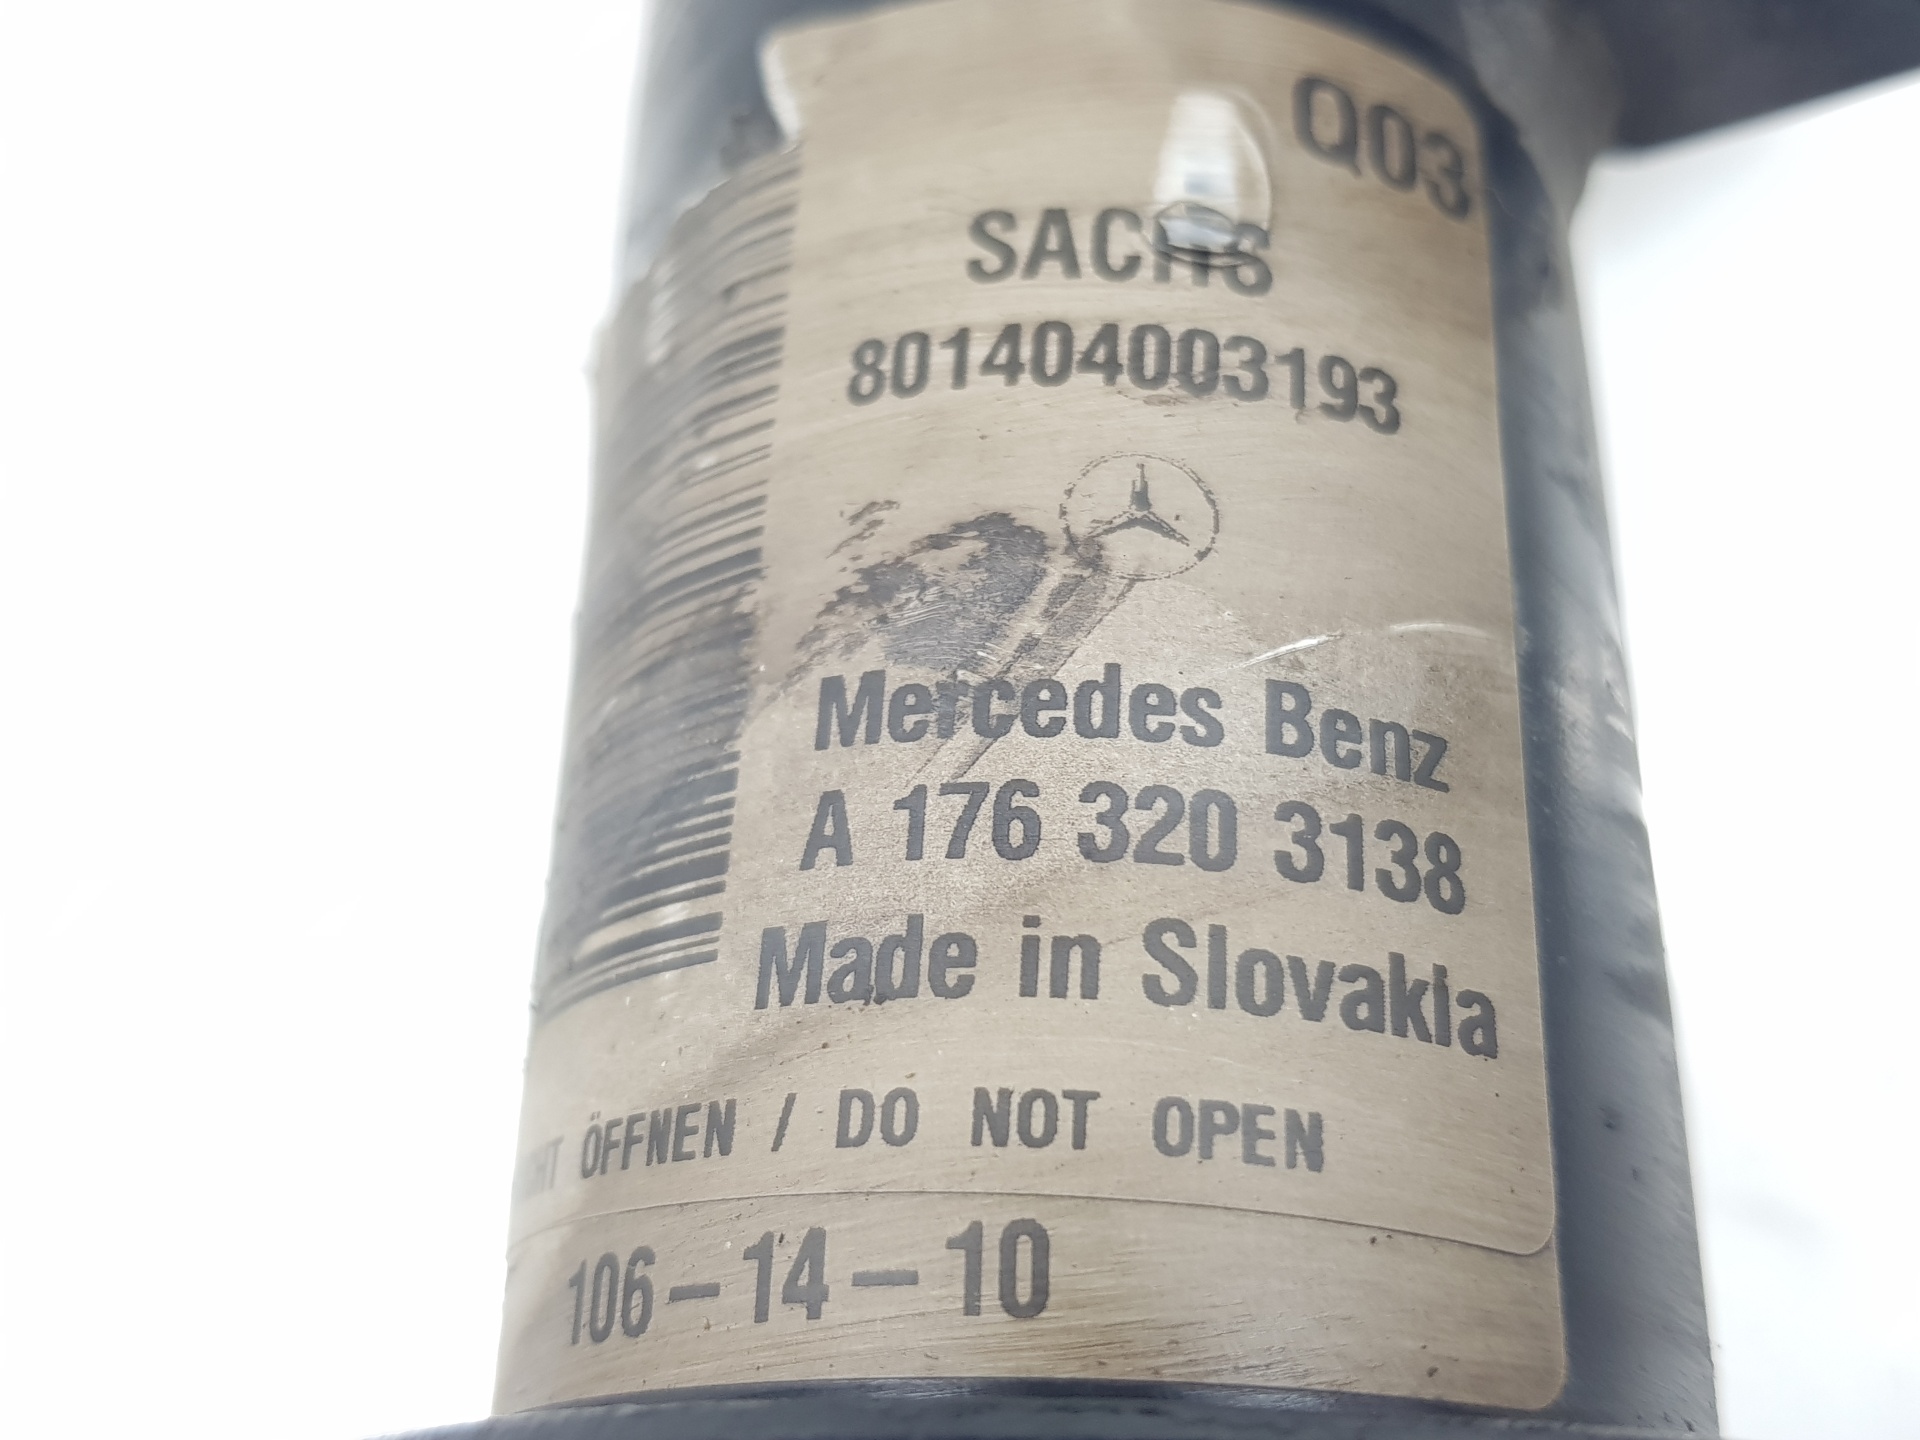 Q03
SACHS
801404003193
Mercedes Benz
A 176 320 3138
Made in Slovakia
ÖFFNEN / DO NOT OPEN
106-14-10